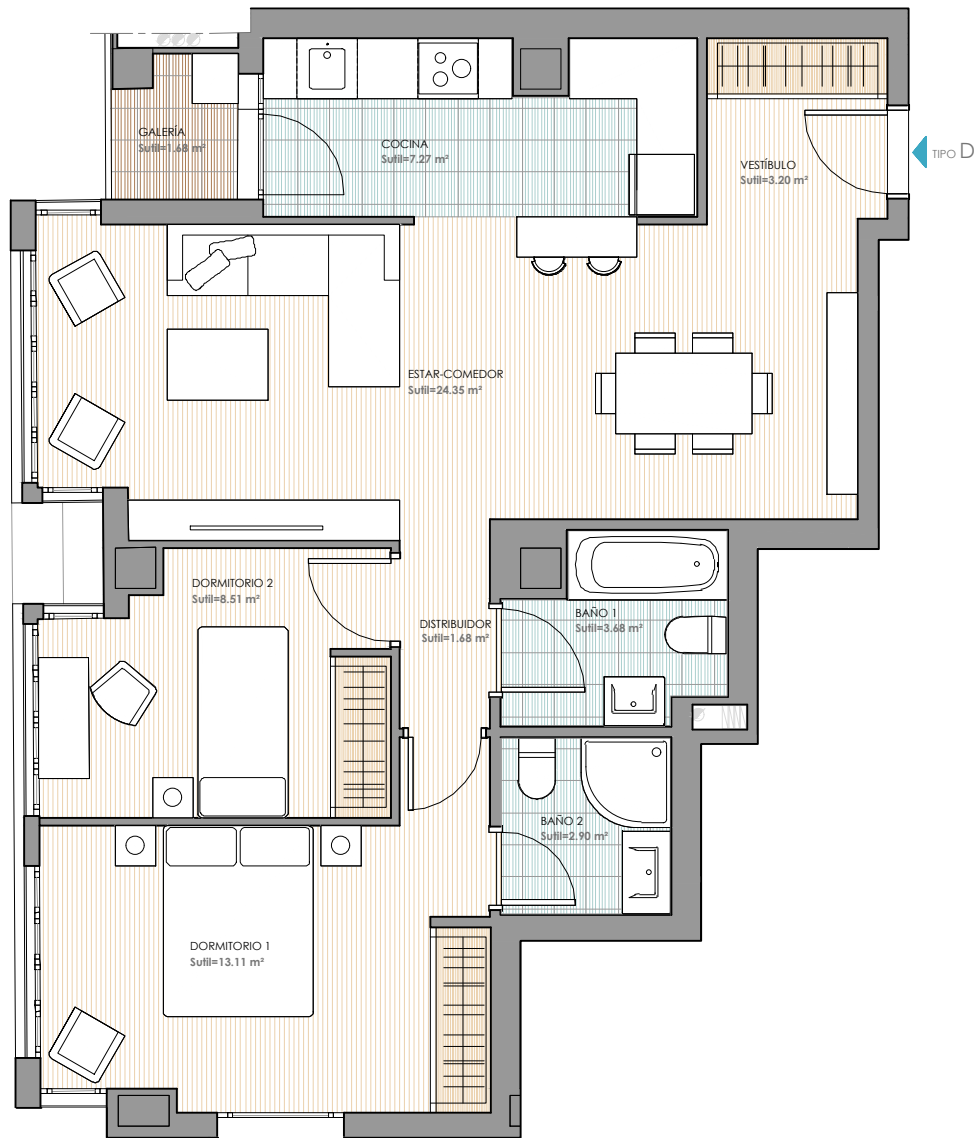 GALERÍA
Sutil=1.68 m²
COCINA
Sutil=7.27 m²
VESTÍBULO
Sutil=3.20 m²
TIPO D
ESTAR-COMEDOR
Sutil=24.35 m²
DORMITORIO 2
Sutil=8.51 m²
DISTRIBUIDOR
Sutil=1.68 m²
BAÑO 1
Sutil=3.68 m²
BAÑO 2
Sutil=2.90 m²
DORMITORIO 1
Sutil=13.11 m²